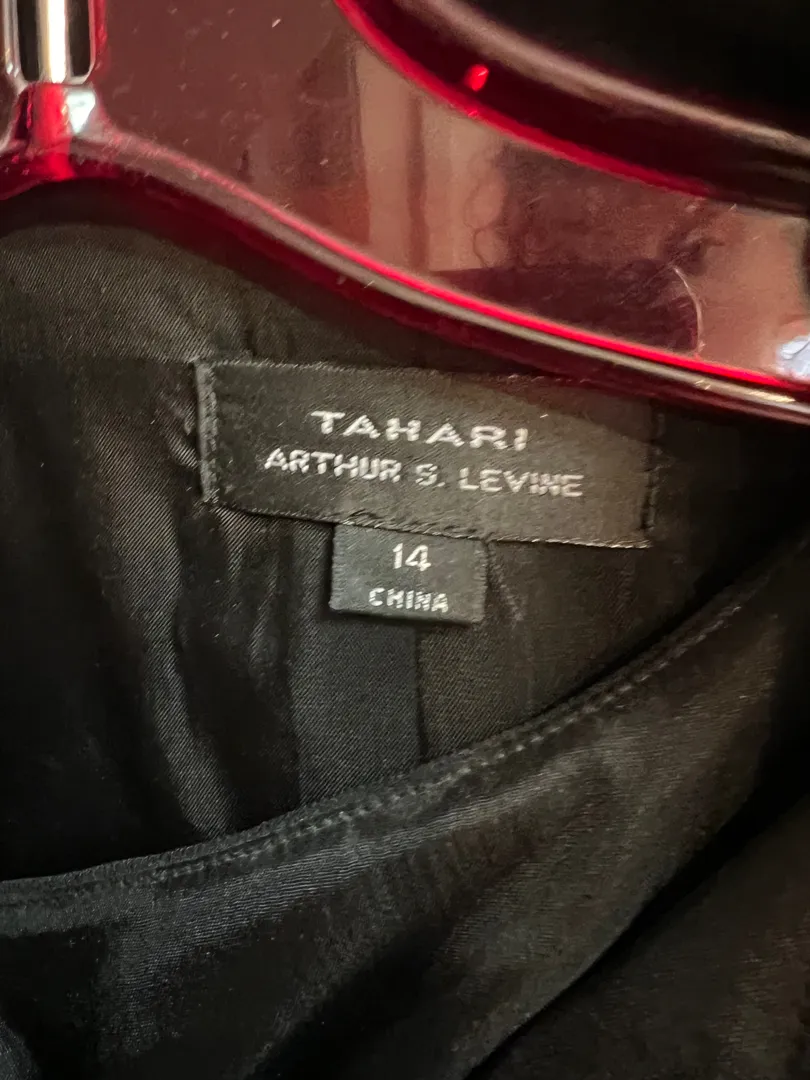 TAHARI
ARTHUR S. LEVINE
14
CHINA